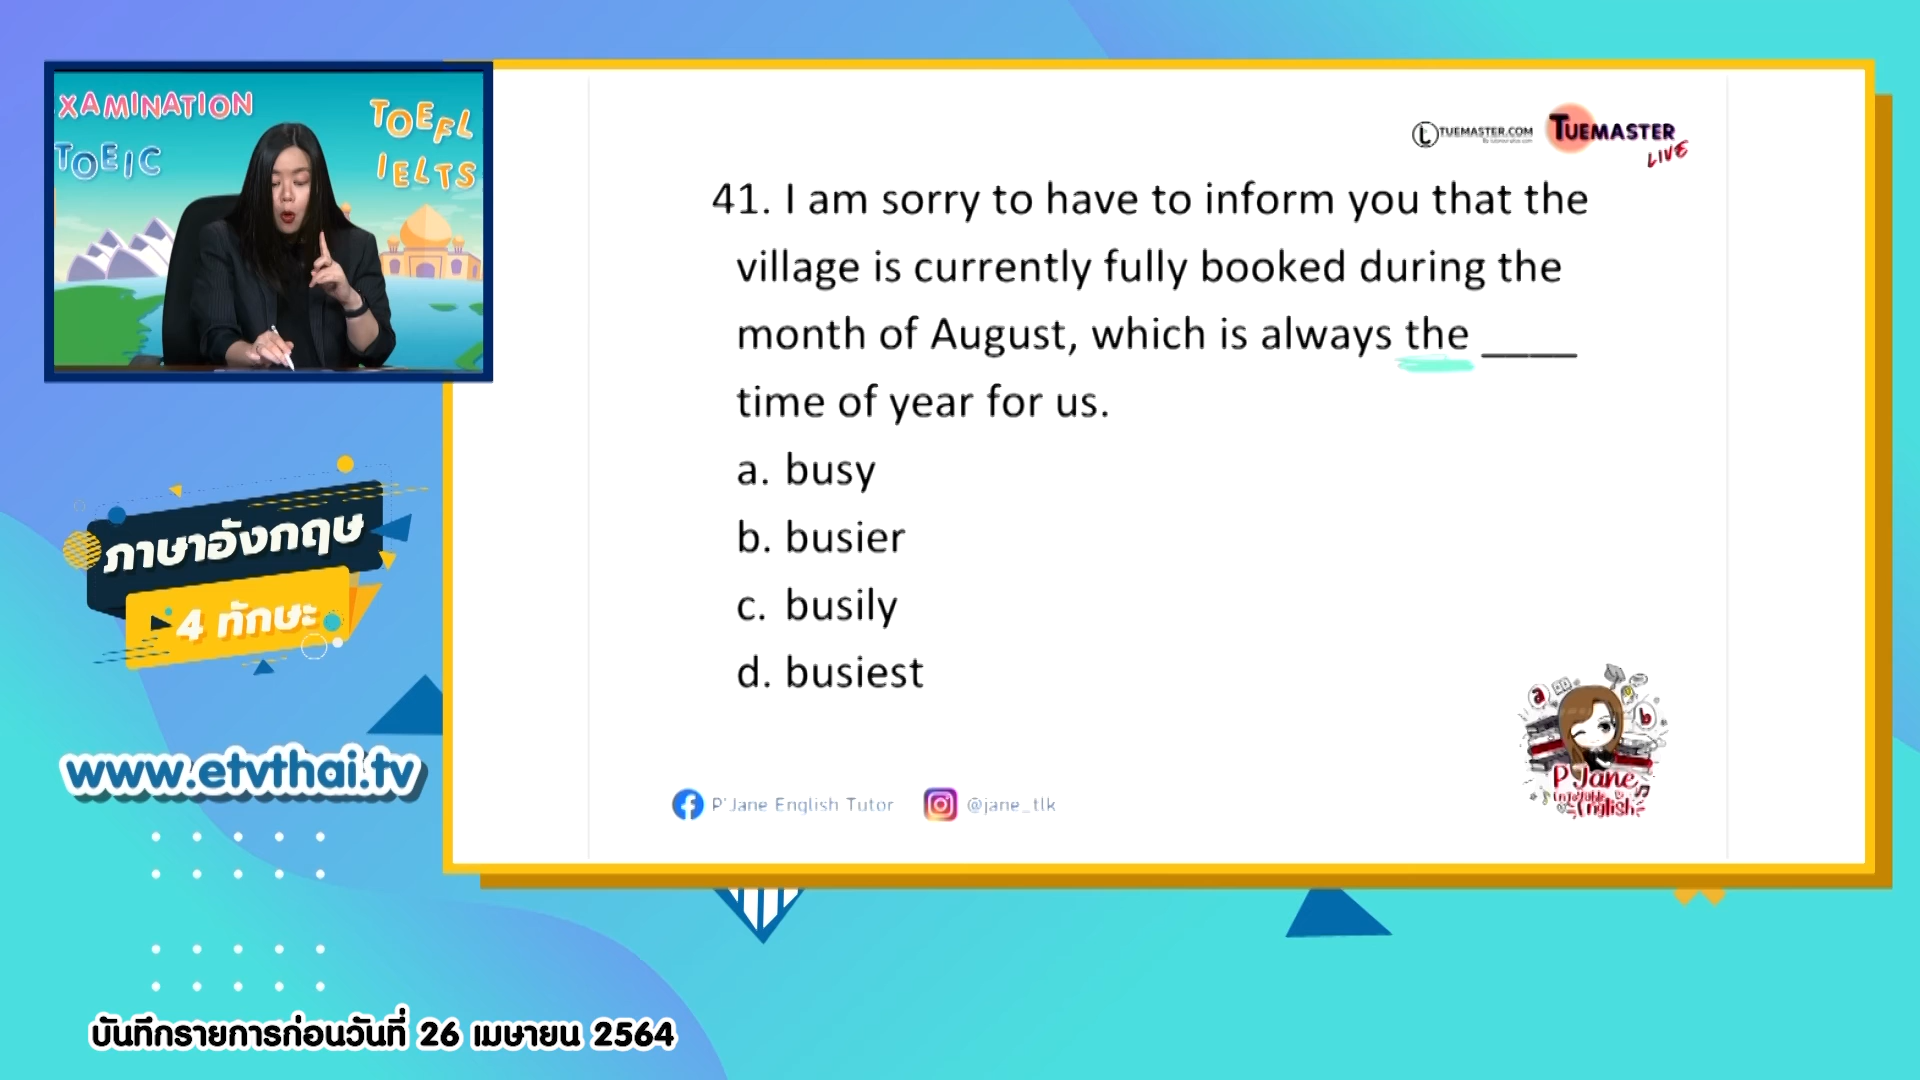 XAMINATION
TOEIC
TOEFL
IELTS
TUEMASTER.COM
TUEMASTER
LIVE
41. I am sorry to have to inform you that the
village is currently fully booked during the
month of August, which is always the ____
time of year for us.
a. busy
b. busier
c. busily
d. busiest
ภาษาอังกฤษ
4 ทักษะ
www.etvthai.tv
a
b
P'Jane
Enjoyable
English
P'Jane English Tutor
@jane_tlk
บันทึกรายการก่อนวันที่ 26 เมษายน 2564